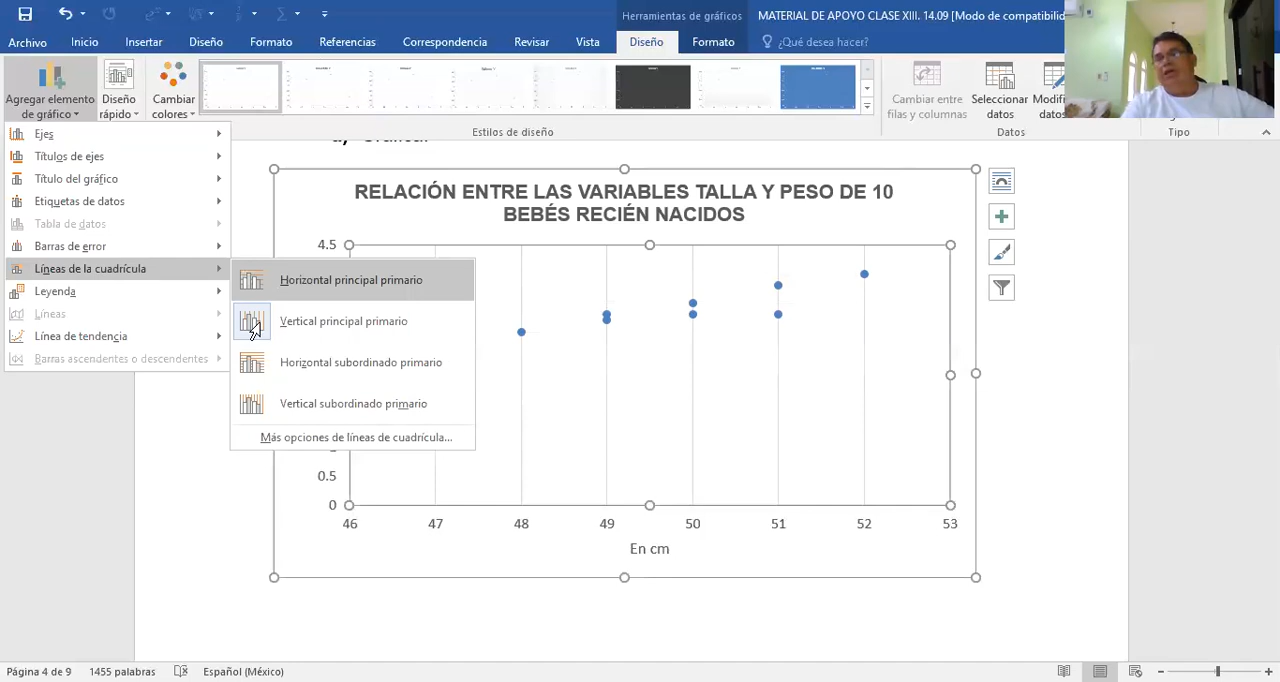 Herramientas de gráficos
MATERIAL DE APOYO CLASE XIII. 14.09 [Modo de compatibilid
Archivo
Inicio
Insertar
Diseño
Formato
Referencias
Correspondencia
Revisar
Vista
Diseño
Formato
¿Qué desea hacer?
Agregar elemento de gráfico
Diseño rápido
Cambiar colores
Estilos de diseño
Cambiar entre filas y columnas
Seleccionar datos
Datos
Tipo
Ejes
Títulos de ejes
Título del gráfico
Etiquetas de datos
Tabla de datos
Barras de error
Líneas de la cuadrícula
Leyenda
Líneas
Línea de tendencia
Barras ascendentes o descendentes
Horizontal principal primario
Vertical principal primario
Horizontal subordinado primario
Vertical subordinado primario
Más opciones de líneas de cuadrícula...
RELACIÓN ENTRE LAS VARIABLES TALLA Y PESO DE 10
BEBÉS RECIÉN NACIDOS
4.5
0.5
0
46 47 48 49 50 51 52 53
En cm
Página 4 de 9
1455 palabras
Español (México)